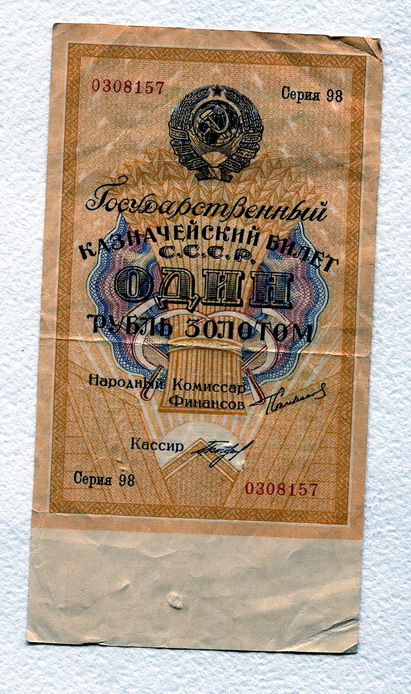 0308157
Серия 98
Государственный
КАЗНАЧЕЙСКИЙ БИЛЕТ
С.С.С.Р.
ОДИН
РУБЛЬ ЗОЛОТОМ
Народный Комиссар
Финансов
Кассир
Серия 98
0308157